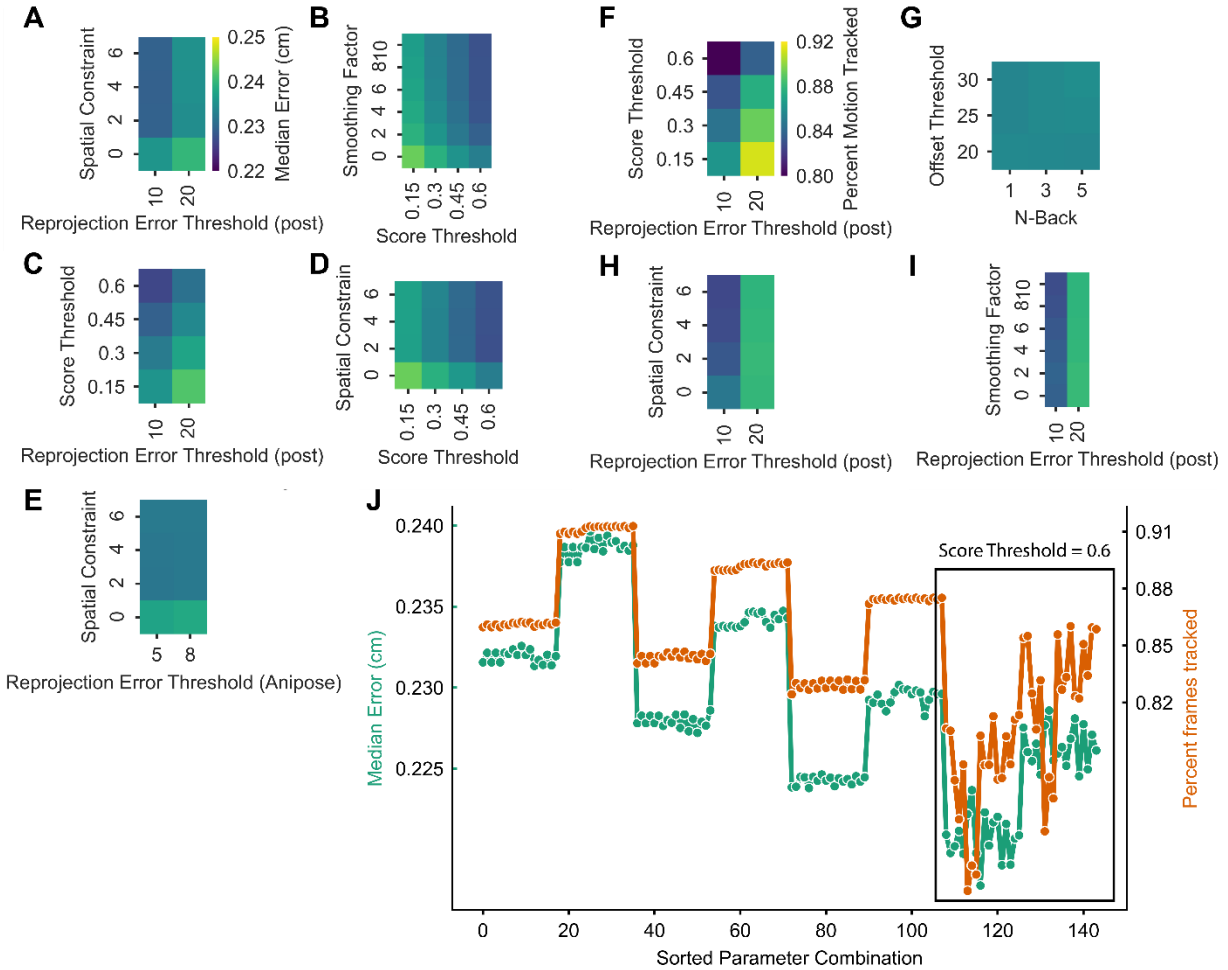 A
Spatial Constraint
6
4
2
0
10
20
Reprojection Error Threshold (post)
0.25
0.24
0.23
0.22
Median Error (cm)
B
Smoothing Factor
810
6
4
2
0
0.15
0.3
0.45
0.6
Score Threshold
F
Score Threshold
0.6
0.45
0.3
0.15
10
20
Reprojection Error Threshold (post)
0.92
0.88
0.84
0.80
Percent Motion Tracked
G
Offset Threshold
30
25
20
1 3 5
N-Back
C
Score Threshold
0.6
0.45
0.3
0.15
10
20
Reprojection Error Threshold (post)
D
Spatial Constrain
6
4
2
0
0.15
0.3
0.45
0.6
Score Threshold
H
Spatial Constraint
6
4
2
0
10
20
Reprojection Error Threshold (post)
I
Smoothing Factor
810
6
4
2
0
10
20
Reprojection Error Threshold (post)
E
Spatial Constraint
6
4
2
0
5 8
Reprojection Error Threshold (Anipose)
J
Median Error (cm)
0.240
0.235
0.230
0.225
Score Threshold = 0.6
0.91
0.88
0.85
0.82
Percent frames tracked
0 20 40 60 80 100 120 140
Sorted Parameter Combination